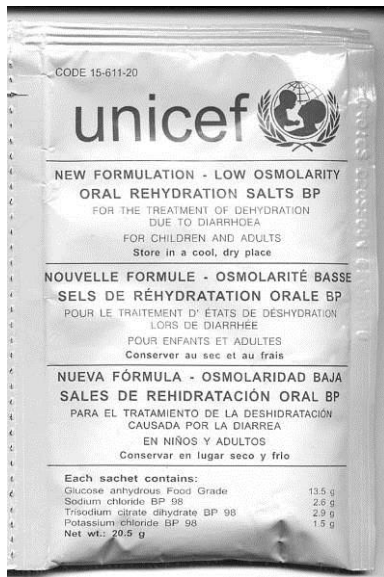 CODE 15-611-20
unicef
NEW FORMULATION - LOW OSMOLARITY
ORAL REHYDRATION SALTS BP
FOR THE TREATMENT OF DEHYDRATION
DUE TO DIARRHOEA
FOR CHILDREN AND ADULTS
Store in a cool, dry place
NOUVELLE FORMULE - OSMOLARITÉ BASSE
SELS DE RÉHYDRATATION ORALE BP
POUR LE TRAITEMENT D' ÉTATS DE DÉSHYDRATION
LORS DE DIARRHÉE
POUR ENFANTS ET ADULTES
Conserver au sec et au frais
NUEVA FÓRMULA - OSMOLARIDAD BAJA
SALES DE REHIDRATACIÓN ORAL BP
PARA EL TRATAMIENTO DE LA DESHIDRATACIÓN
CAUSADA POR LA DIARREA
EN NIÑOS Y ADULTOS
Conservar en lugar seco y frio
Each sachet contains:
Glucose anhydrous Food Grade 13.5 g
Sodium chloride BP 98 2.6 g
Trisodium citrate dihydrate BP 98 2.9 g
Potassium chloride BP 98 1.5 g
Net wt.: 20.5 g